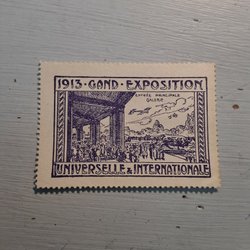 1913 · GAND · EXPOSITION
ENTRÉE PRINCIPALE
GALERIE
UNIVERSELLE & INTERNATIONALE